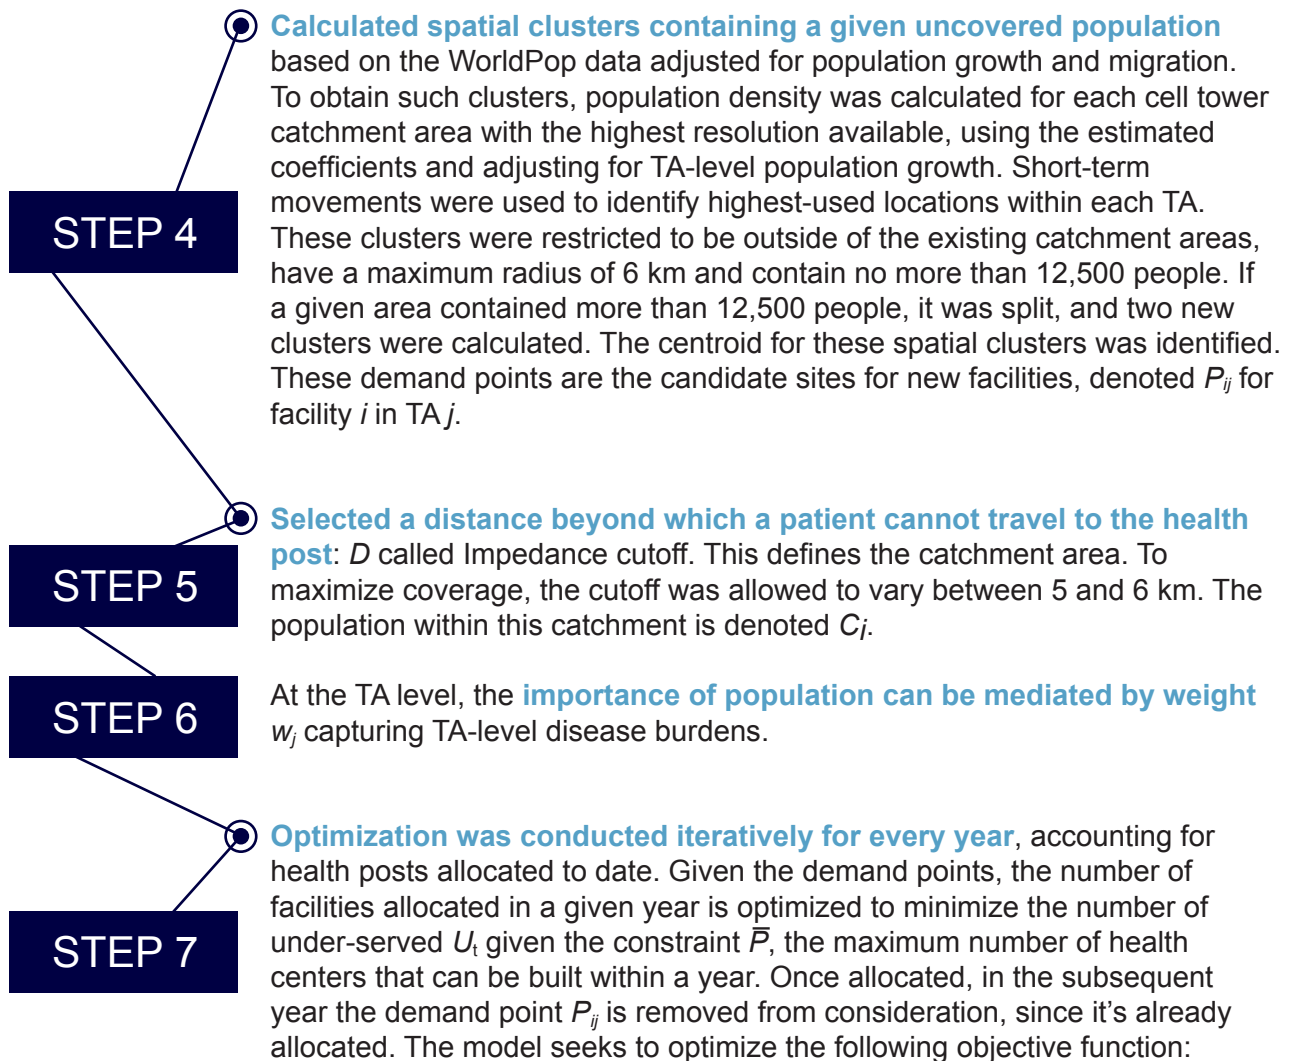 Calculated spatial clusters containing a given uncovered population
based on the WorldPop data adjusted for population growth and migration.
To obtain such clusters, population density was calculated for each cell tower
catchment area with the highest resolution available, using the estimated
coefficients and adjusting for TA-level population growth. Short-term
movements were used to identify highest-used locations within each TA.
These clusters were restricted to be outside of the existing catchment areas,
have a maximum radius of 6 km and contain no more than 12,500 people. If
a given area contained more than 12,500 people, it was split, and two new
clusters were calculated. The centroid for these spatial clusters was identified.
These demand points are the candidate sites for new facilities, denoted P_ij for
facility i in TA j.
STEP 4
Selected a distance beyond which a patient cannot travel to the health
post: D called Impedance cutoff. This defines the catchment area. To
maximize coverage, the cutoff was allowed to vary between 5 and 6 km. The
population within this catchment is denoted C_i.
STEP 5
At the TA level, the importance of population can be mediated by weight
w_j capturing TA-level disease burdens.
STEP 6
Optimization was conducted iteratively for every year, accounting for
health posts allocated to date. Given the demand points, the number of
facilities allocated in a given year is optimized to minimize the number of
under-served U_t given the constraint P̅, the maximum number of health
centers that can be built within a year. Once allocated, in the subsequent
year the demand point P_ij is removed from consideration, since it's already
allocated. The model seeks to optimize the following objective function:
STEP 7